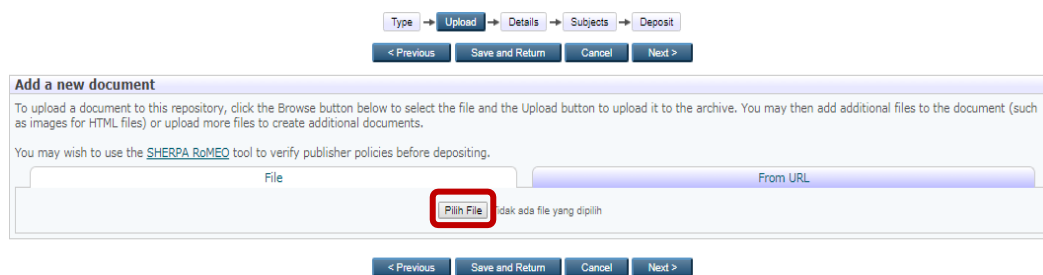 Type Upload Details Subjects Deposit
< Previous Save and Return Cancel Next >
Add a new document
To upload a document to this repository, click the Browse button below to select the file and the Upload button to upload it to the archive. You may then add additional files to the document (such
as images for HTML files) or upload more files to create additional documents.
You may wish to use the SHERPA RoMEO tool to verify publisher policies before depositing.
File From URL
Pilih File idak ada file yang dipilih
< Previous Save and Return Cancel Next >